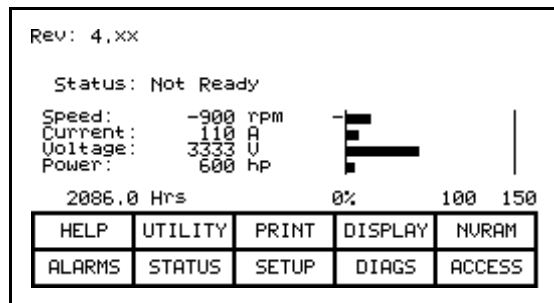 Rev: 4.xx
Status: Not Ready
Speed: -900 rpm
Current: 110 A
Voltage: 3333 V
Power: 600 hp
2086.0 Hrs 0% 100 150
HELP UTILITY PRINT DISPLAY NVRAM
ALARMS STATUS SETUP DIAGS ACCESS